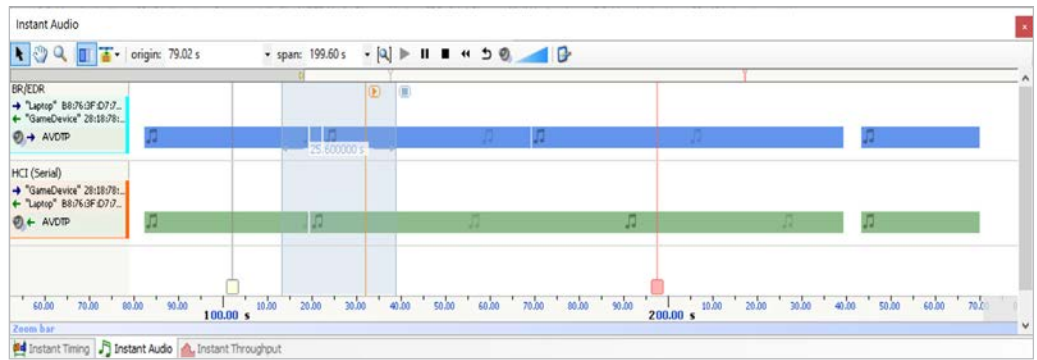 Instant Audio
origin: 79.02 s
span: 199.60 s
BR/EDR
"Laptop" B8:76:3F:D7:7...
"GameDevice" 28:18:78:...
AVDTP
25.600000 s
HCI (Serial)
"GameDevice" 28:18:78:...
"Laptop" B8:76:3F:D7:7...
AVDTP
60.00 70.00 80.00 90.00 100.00 s 10.00 20.00 30.00 40.00 50.00 60.00 70.00 80.00 90.00 200.00 s 10.00 20.00 30.00 40.00 50.00 60.00 70.0
Zoom bar
Instant Timing Instant Audio Instant Throughput